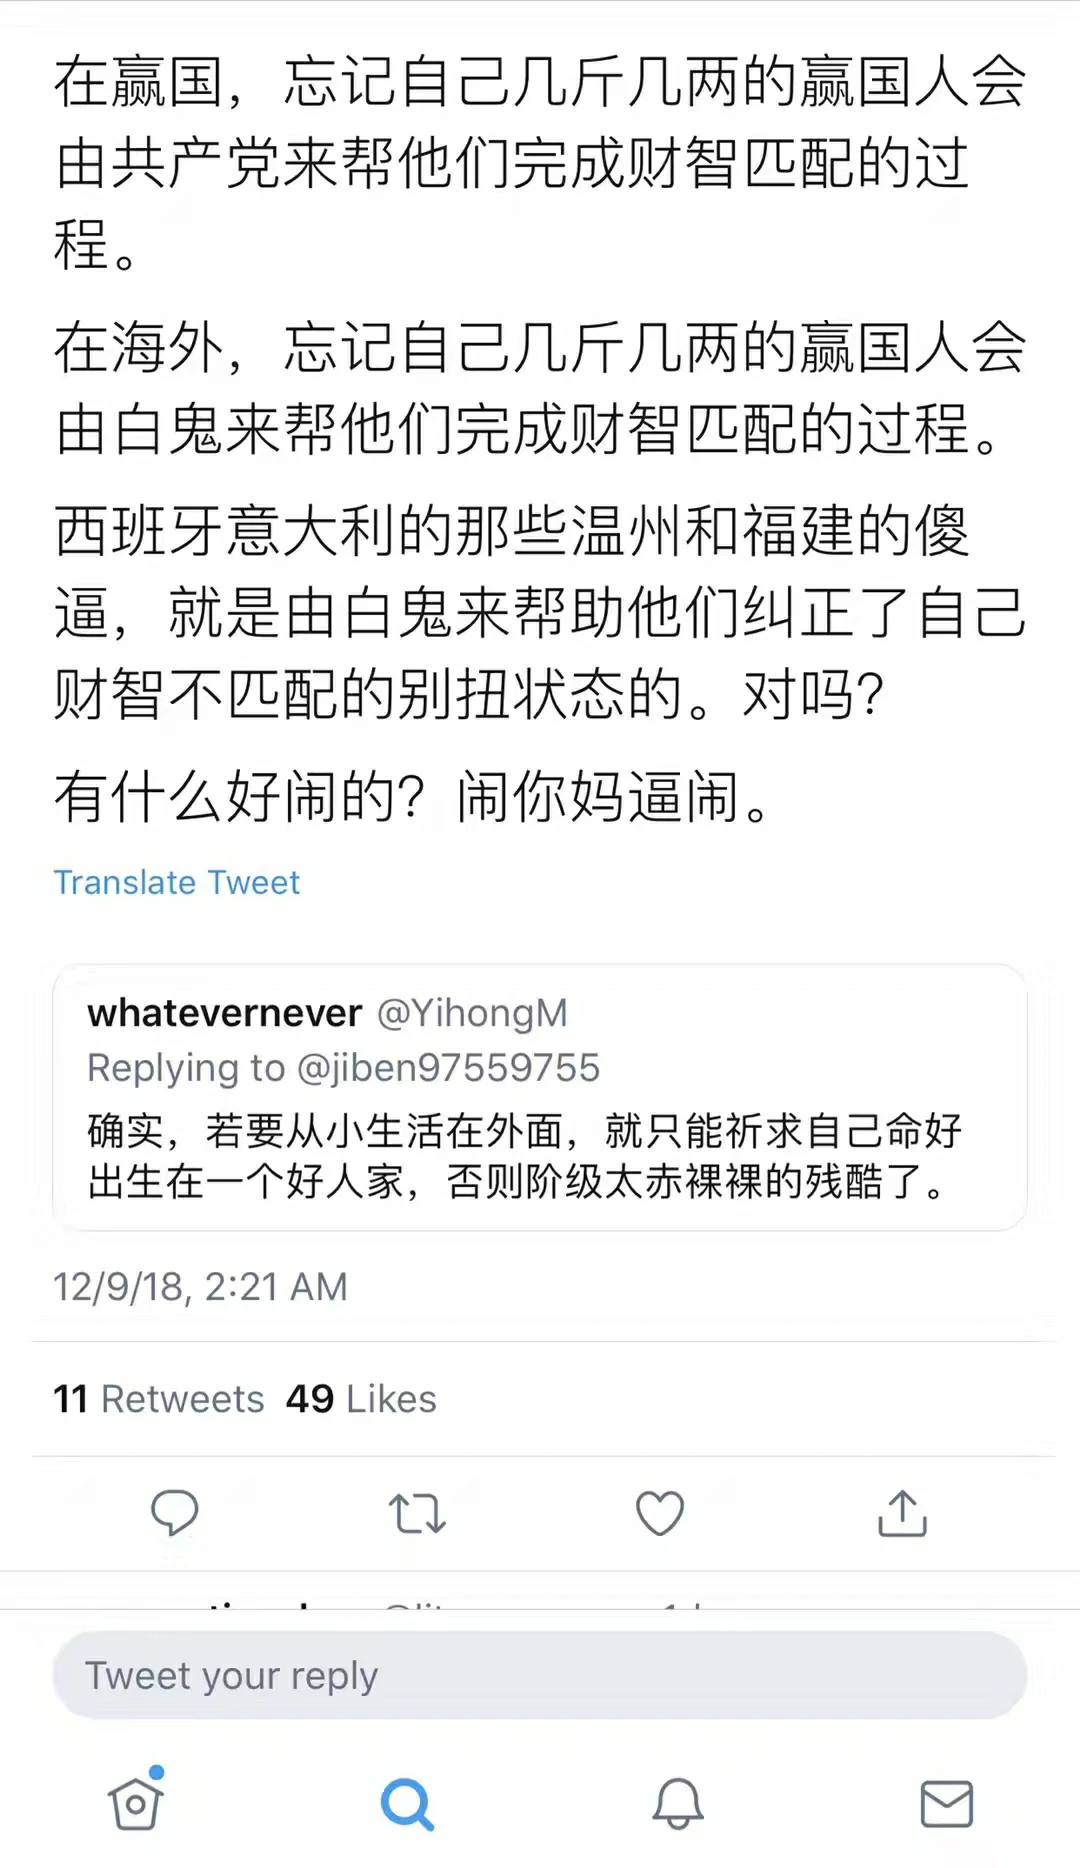 在赢国，忘记自己几斤几两的赢国人会
由共产党来帮他们完成财智匹配的过
程。
在海外，忘记自己几斤几两的赢国人会
由白鬼来帮他们完成财智匹配的过程。
西班牙意大利的那些温州和福建的傻
逼，就是由白鬼来帮助他们纠正了自己
财智不匹配的别扭状态的。对吗？
有什么好闹的？闹你妈逼闹。
Translate Tweet
whatevernever @YihongM
Replying to @jiben97559755
确实，若要从小生活在外面，就只能祈求自己命好
出生在一个好人家，否则阶级太赤裸裸的残酷了。
12/9/18, 2:21 AM
11 Retweets 49 Likes
Tweet your reply